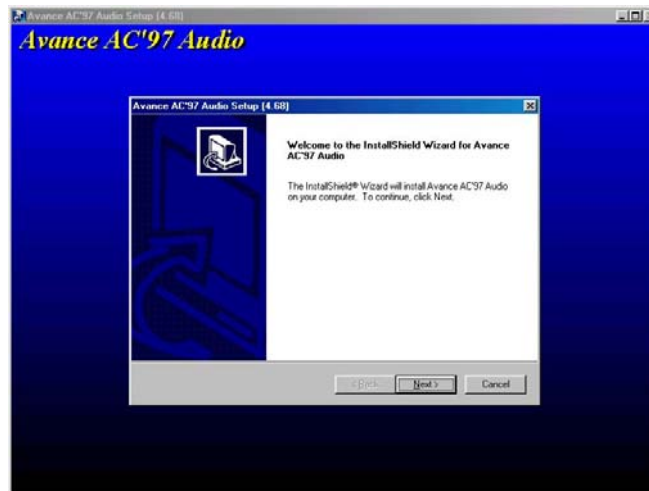 Avance AC'97 Audio Setup (4.68)
Avance AC'97 Audio
Avance AC'97 Audio Setup (4.68)
Welcome to the InstallShield Wizard for Avance
AC'97 Audio
The InstallShield® Wizard will install Avance AC'97 Audio
on your computer. To continue, click Next.
< Back
Next >
Cancel